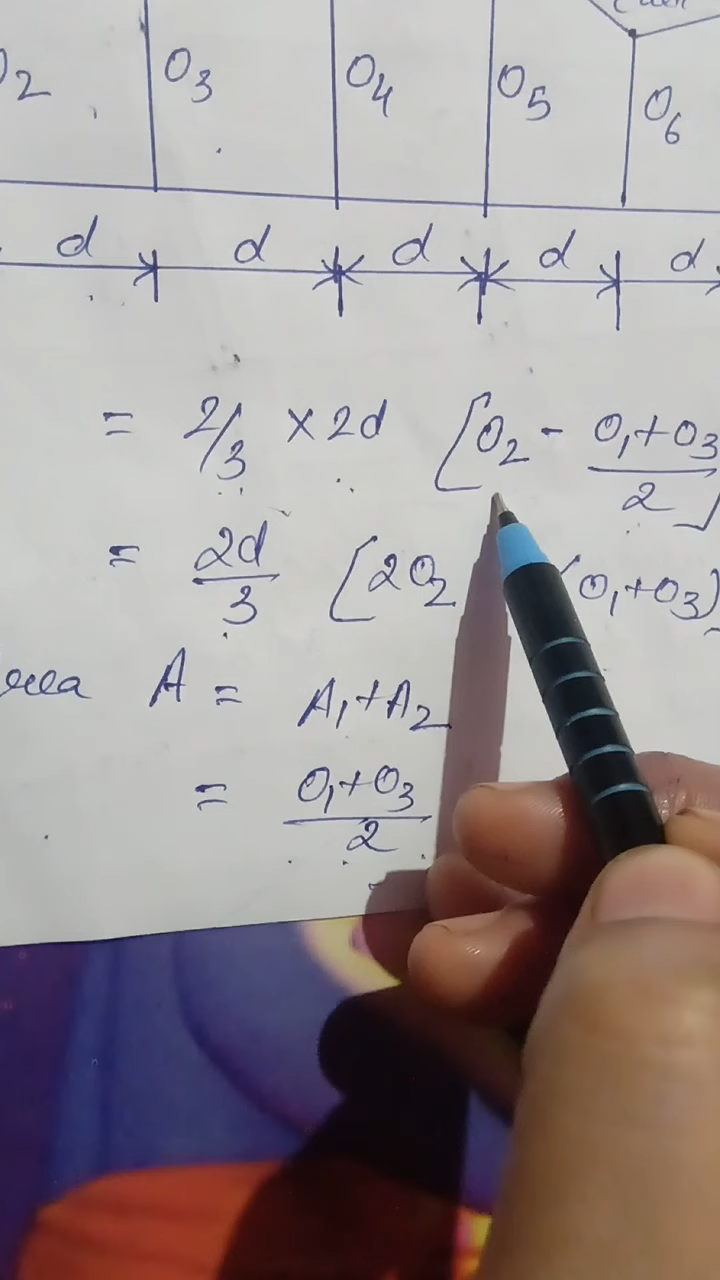 O2 O3 O4 O5 O6
d d d d d
= 2/3 × 2d [O2 - O1+O3/2]
= 2d/3 [2O2 (O1+O3)
A = A1+A2
= O1+O3/2